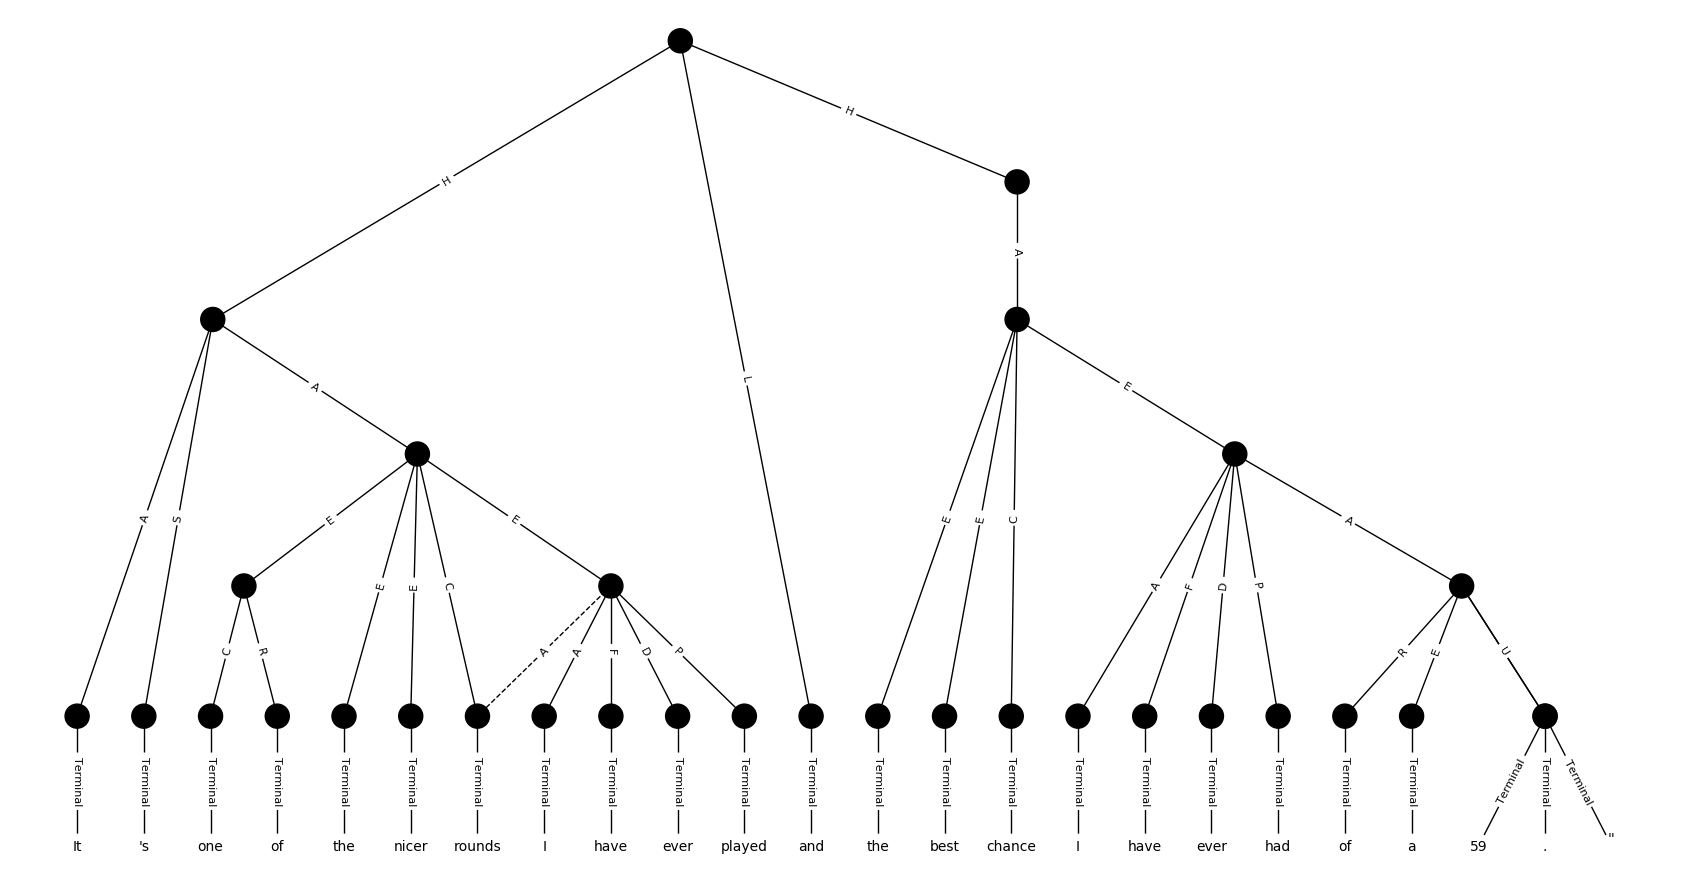 H
H
A
A
L
E
A
S
E
E
E
E
C
A
E
E
C
A
F
D
P
C
R
A
A
F
D
P
R
E
U
Terminal Terminal Terminal Terminal Terminal Terminal Terminal Terminal Terminal Terminal Terminal Terminal Terminal Terminal Terminal Terminal Terminal Terminal Terminal Terminal Terminal Terminal Terminal Terminal
It 's one of the nicer rounds I have ever played and the best chance I have ever had of a 59 . "